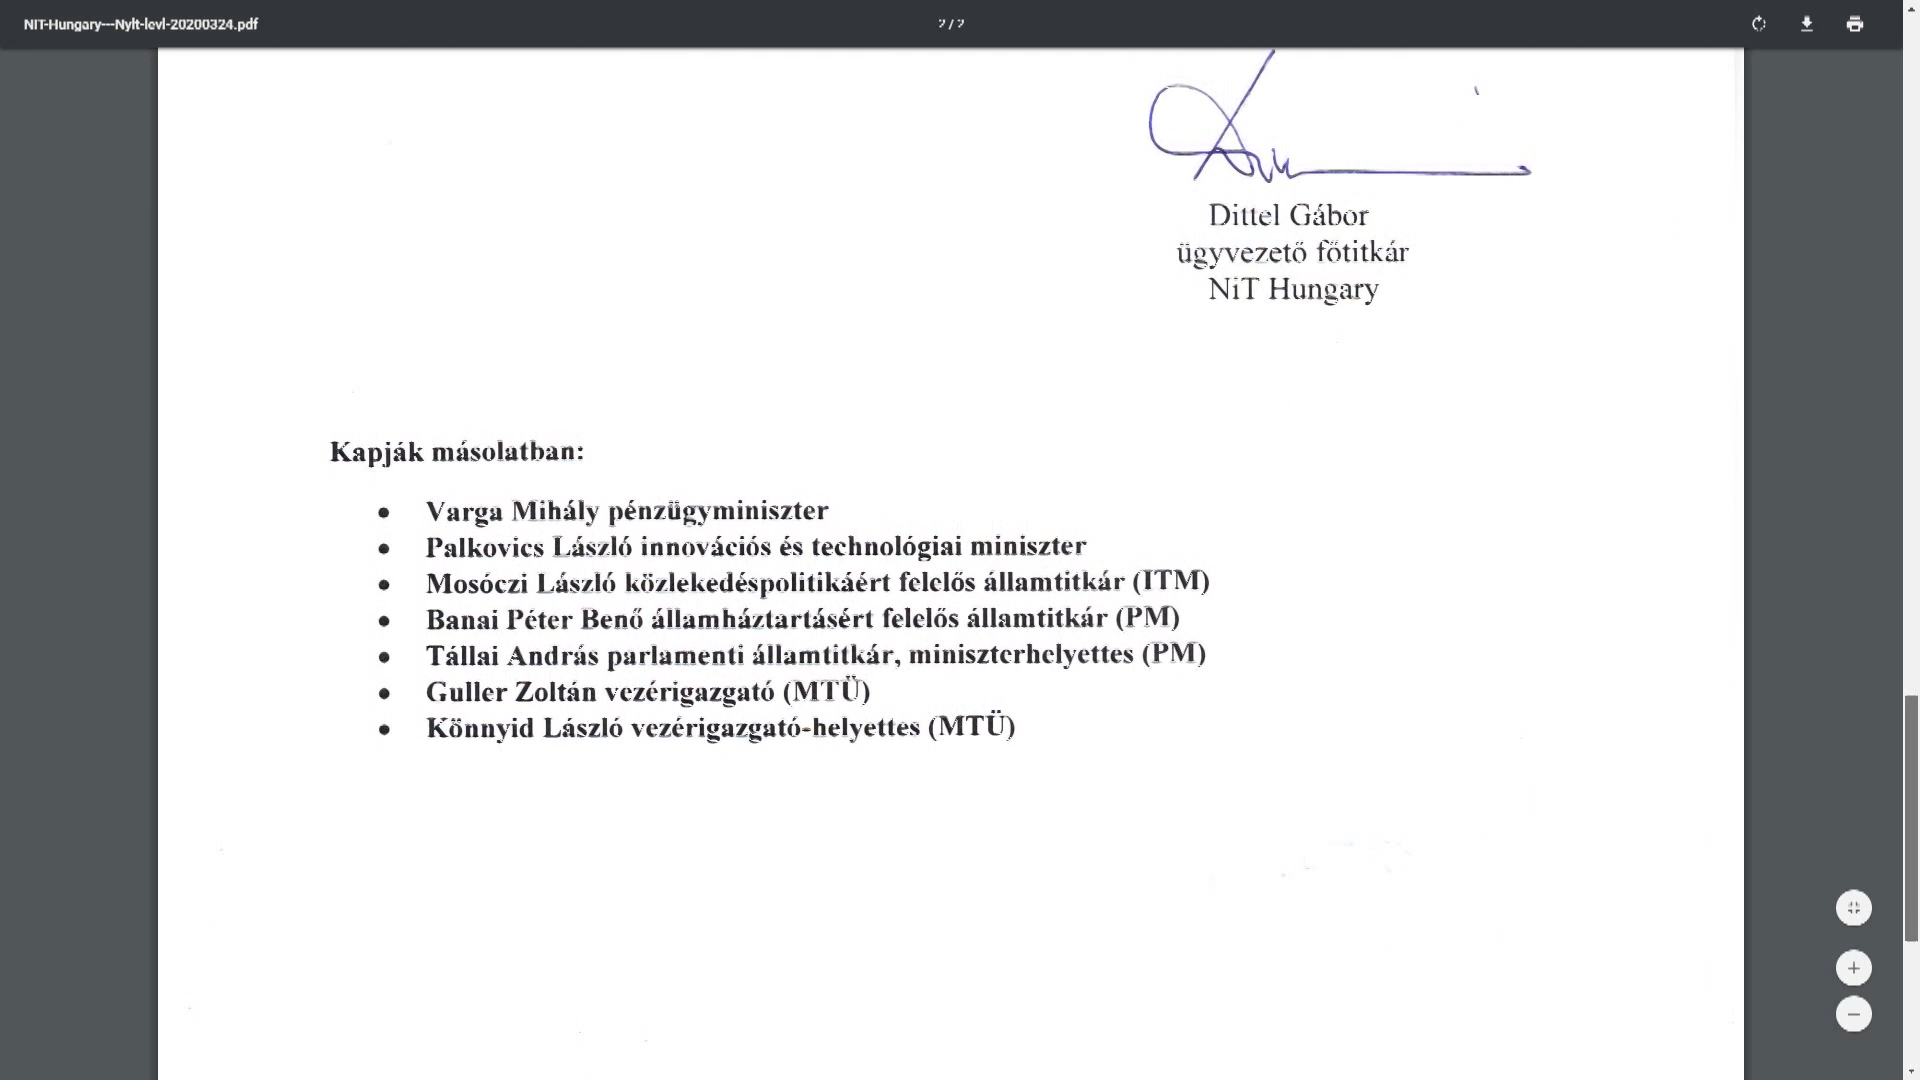 NIT-Hungary---Nylt-levl-20200324.pdf
2 / 2
Dittel Gábor
ügyvezető főtitkár
NiT Hungary
Kapják másolatban:
• Varga Mihály pénzügyminiszter
• Palkovics László innovációs és technológiai miniszter
• Mosóczi László közlekedéspolitikáért felelős államtitkár (ITM)
• Banai Péter Benő államháztartásért felelős államtitkár (PM)
• Tállai András parlamenti államtitkár, miniszterhelyettes (PM)
• Guller Zoltán vezérigazgató (MTÜ)
• Könnyid László vezérigazgató-helyettes (MTÜ)